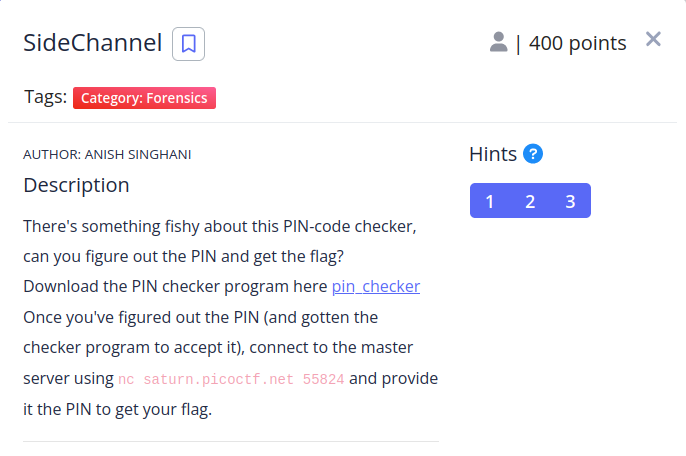 SideChannel | 400 points
Tags: Category: Forensics
AUTHOR: ANISH SINGHANI
Hints ?
Description
1 2 3
There's something fishy about this PIN-code checker,
can you figure out the PIN and get the flag?
Download the PIN checker program here pin_checker
Once you've figured out the PIN (and gotten the
checker program to accept it), connect to the master
server using nc saturn.picoctf.net 55824 and provide
it the PIN to get your flag.